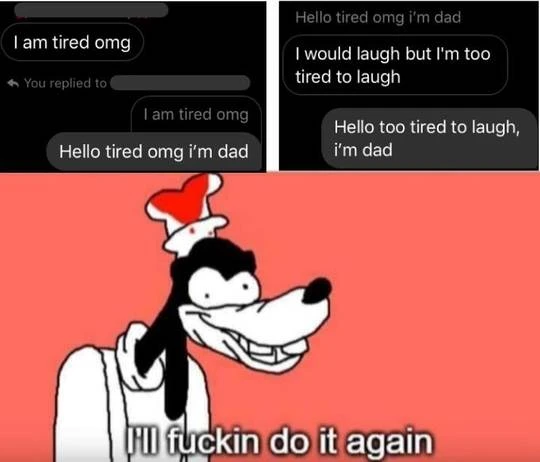 I am tired omg
You replied to
I am tired omg
Hello tired omg i'm dad
Hello tired omg i'm dad
I would laugh but I'm too
tired to laugh
Hello too tired to laugh,
i'm dad
I'll fuckin do it again